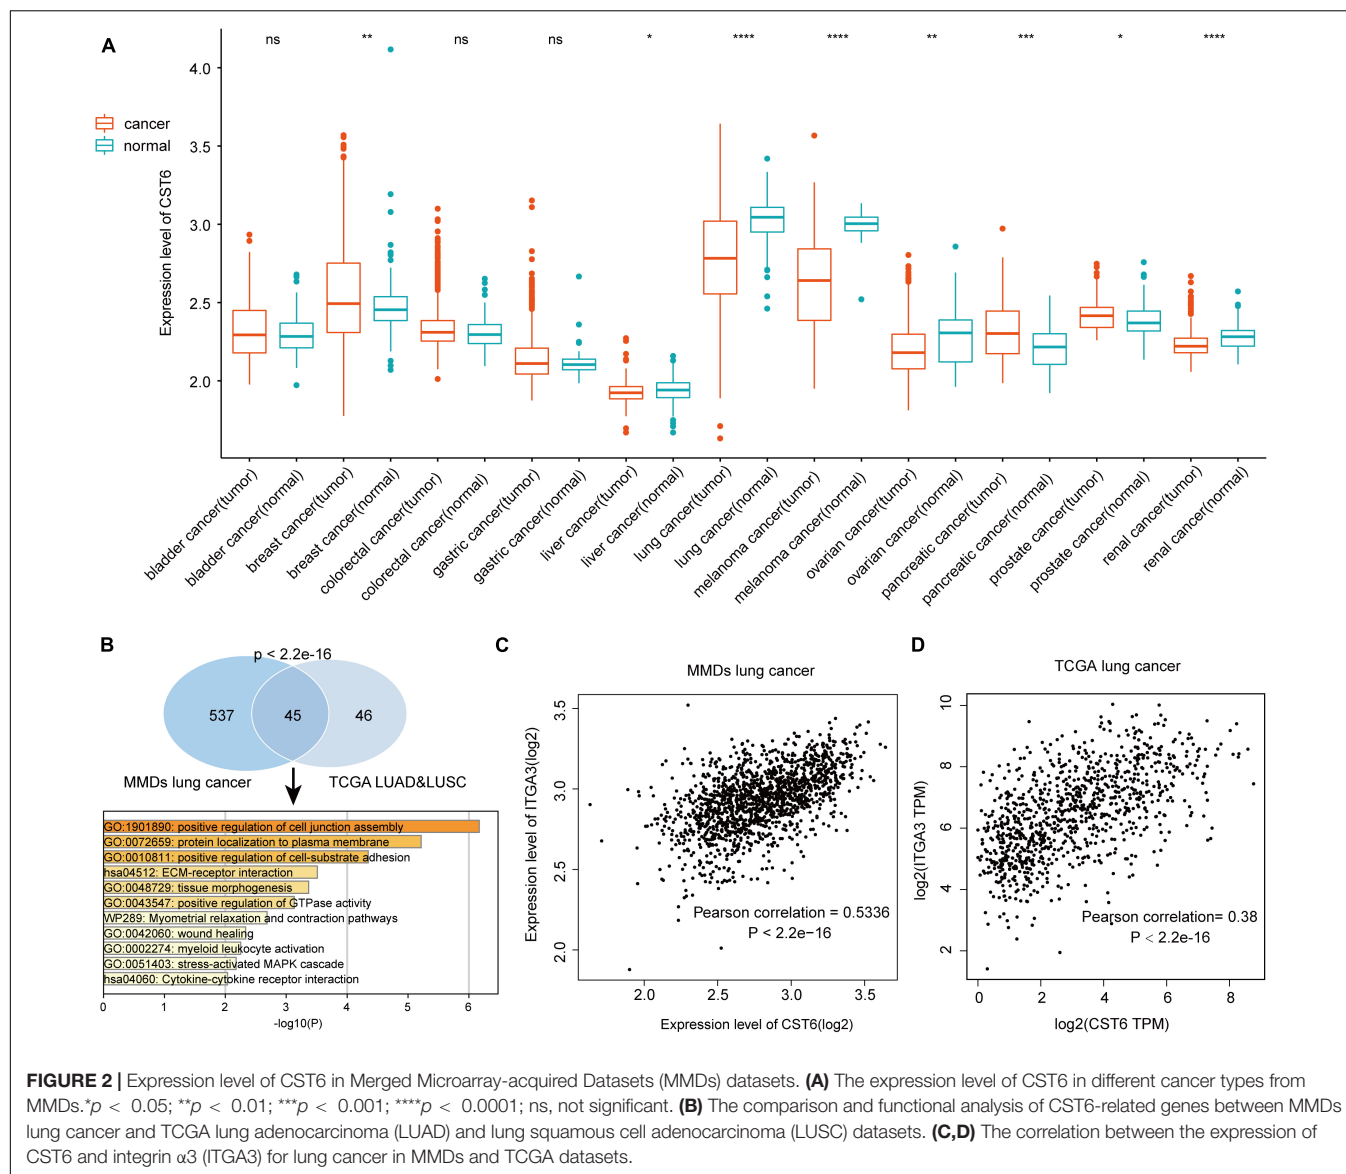 A
ns ** ns ns * **** **** ** *** * ****
cancer
normal
Expression level of CST6
4.0
3.5
3.0
2.5
2.0
bladder cancer(tumor)
bladder cancer(normal)
breast cancer(tumor)
breast cancer(normal)
colorectal cancer(tumor)
colorectal cancer(normal)
gastric cancer(tumor)
gastric cancer(normal)
liver cancer(tumor)
liver cancer(normal)
lung cancer(tumor)
lung cancer(normal)
melanoma cancer(tumor)
melanoma cancer(normal)
ovarian cancer(tumor)
ovarian cancer(normal)
pancreatic cancer(tumor)
pancreatic cancer(normal)
prostate cancer(tumor)
prostate cancer(normal)
renal cancer(tumor)
renal cancer(normal)
B
p < 2.2e-16
537 45 46
MMDs lung cancer TCGA LUAD&LUSC
GO:1901890: positive regulation of cell junction assembly
GO:0072659: protein localization to plasma membrane
GO:0010811: positive regulation of cell-substrate adhesion
hsa04512: ECM-receptor interaction
GO:0048729: tissue morphogenesis
GO:0043547: positive regulation of GTPase activity
WP289: Myometrial relaxation and contraction pathways
GO:0042060: wound healing
GO:0002274: myeloid leukocyte activation
GO:0051403: stress-activated MAPK cascade
hsa04060: Cytokine-cytokine receptor interaction
0 1 2 3 4 5 6
-log10(P)
C
MMDs lung cancer
Expression level of ITGA3(log2)
3.5
3.0
2.5
2.0
Pearson correlation = 0.5336
P < 2.2e−16
2.0 2.5 3.0 3.5
Expression level of CST6(log2)
D
TCGA lung cancer
log2(ITGA3 TPM)
10
8
6
4
2
Pearson correlation= 0.38
P < 2.2e-16
0 2 4 6 8
log2(CST6 TPM)
FIGURE 2 | Expression level of CST6 in Merged Microarray-acquired Datasets (MMDs) datasets. (A) The expression level of CST6 in different cancer types from
MMDs.*p < 0.05; **p < 0.01; ***p < 0.001; ****p < 0.0001; ns, not significant. (B) The comparison and functional analysis of CST6-related genes between MMDs
lung cancer and TCGA lung adenocarcinoma (LUAD) and lung squamous cell adenocarcinoma (LUSC) datasets. (C,D) The correlation between the expression of
CST6 and integrin α3 (ITGA3) for lung cancer in MMDs and TCGA datasets.